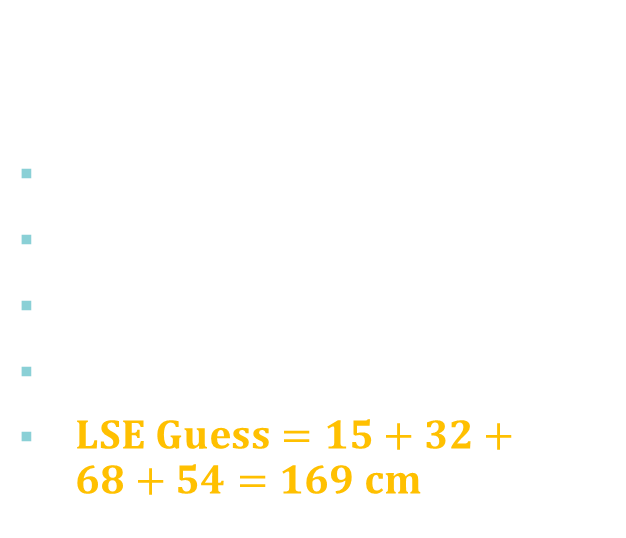 LSE Guess = 15 + 32 +
68 + 54 = 169 cm